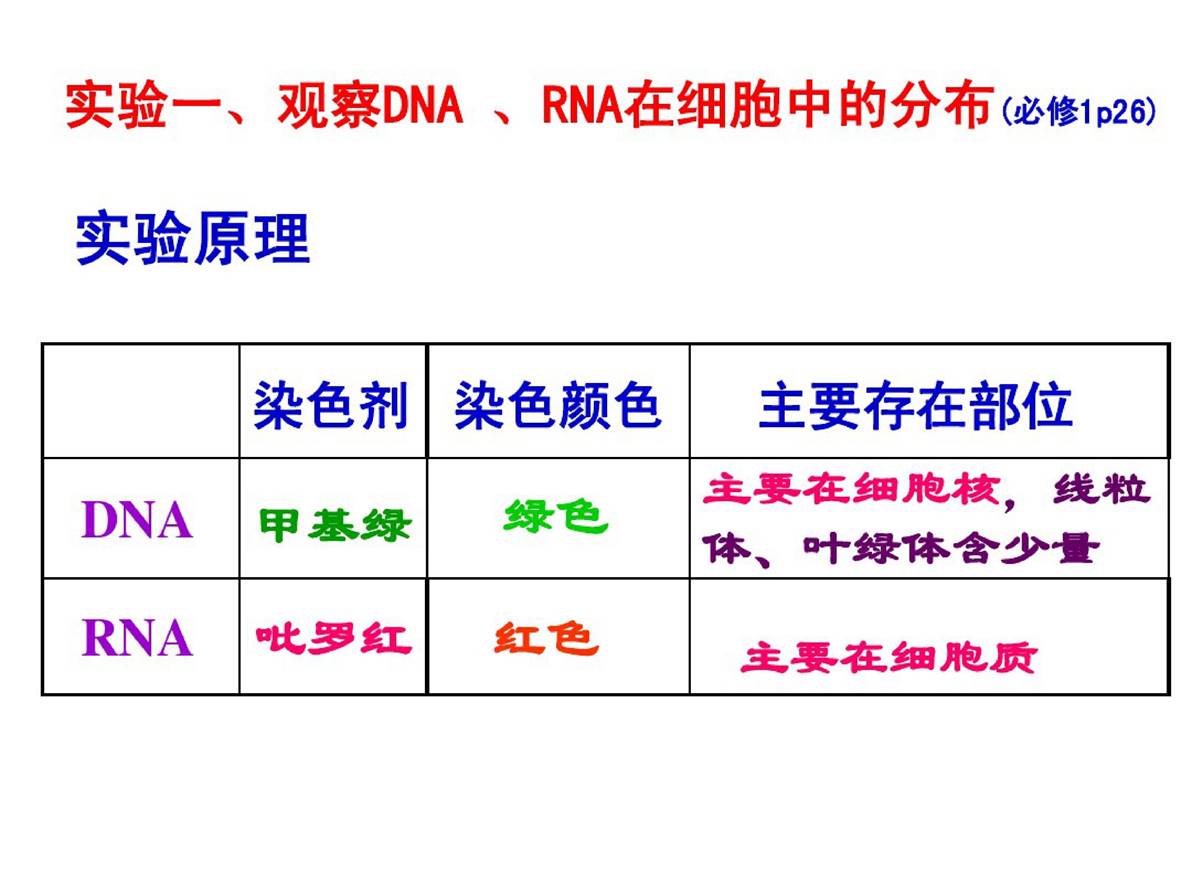 实验一、观察DNA 、RNA在细胞中的分布(必修1p26)
实验原理
染色剂 染色颜色 主要存在部位
DNA 甲基绿 绿色 主要在细胞核，线粒
体、叶绿体含少量
RNA 吡罗红 红色 主要在细胞质